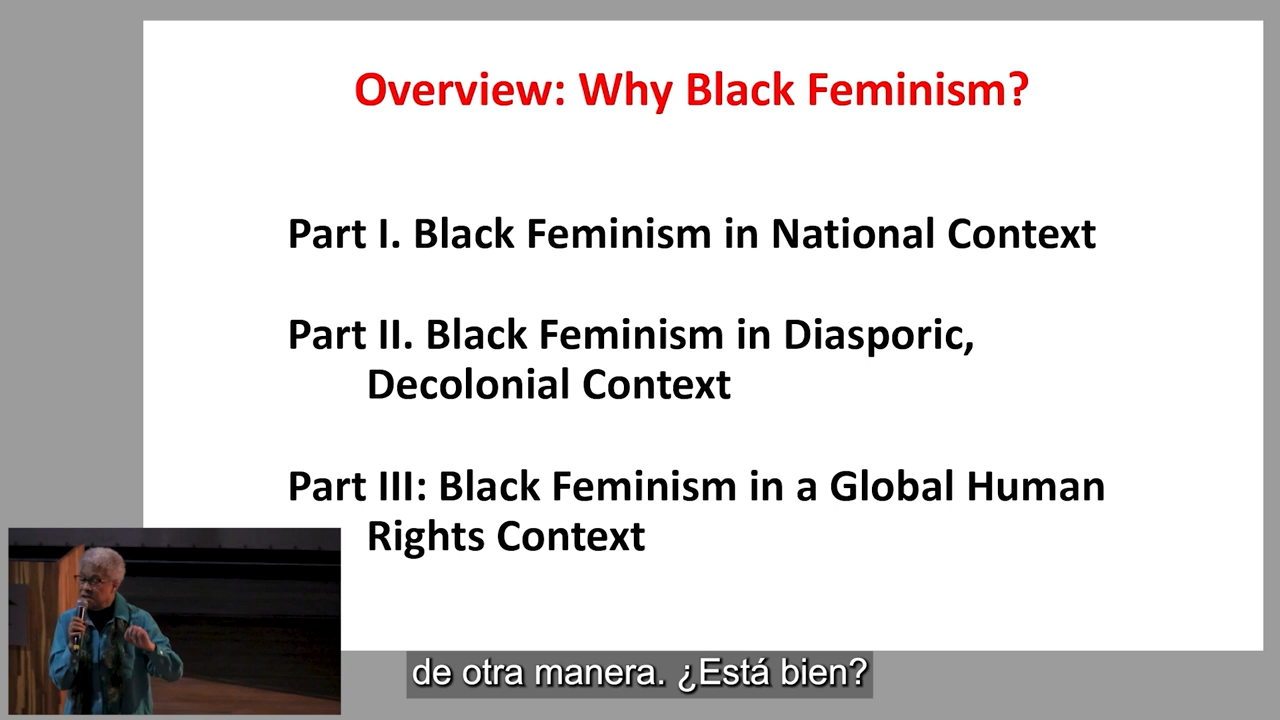 Overview: Why Black Feminism?
Part I. Black Feminism in National Context
Part II. Black Feminism in Diasporic,
Decolonial Context
Part III: Black Feminism in a Global Human
Rights Context
de otra manera. ¿Está bien?